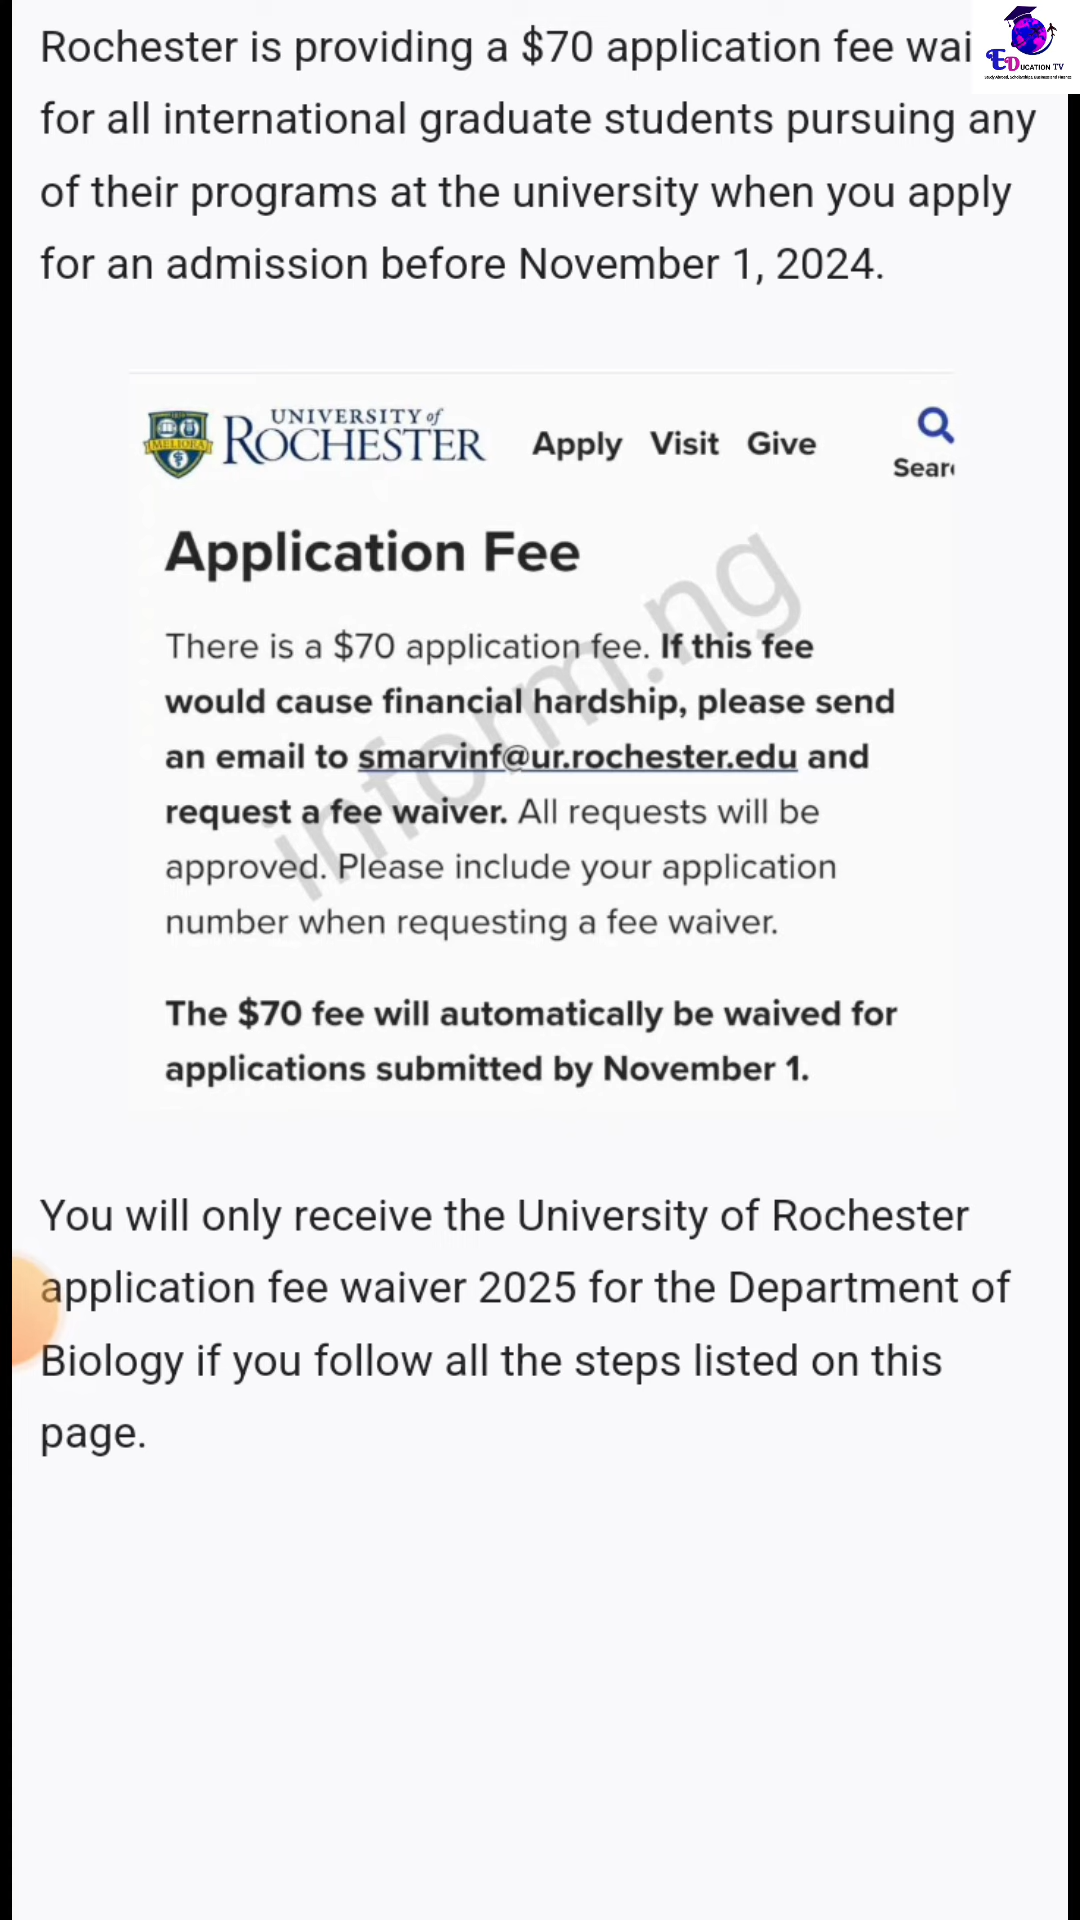 Rochester is providing a $70 application fee wai
EDUCATION TV
for all international graduate students pursuing any
of their programs at the university when you apply
for an admission before November 1, 2024.
UNIVERSITY of
ROCHESTER
MELIORA
Apply Visit Give
Sear
Application Fee
There is a $70 application fee. If this fee
would cause financial hardship, please send
an email to smarvinf@ur.rochester.edu and
request a fee waiver. All requests will be
approved. Please include your application
number when requesting a fee waiver.
inform.ng
The $70 fee will automatically be waived for
applications submitted by November 1.
You will only receive the University of Rochester
application fee waiver 2025 for the Department of
Biology if you follow all the steps listed on this
page.